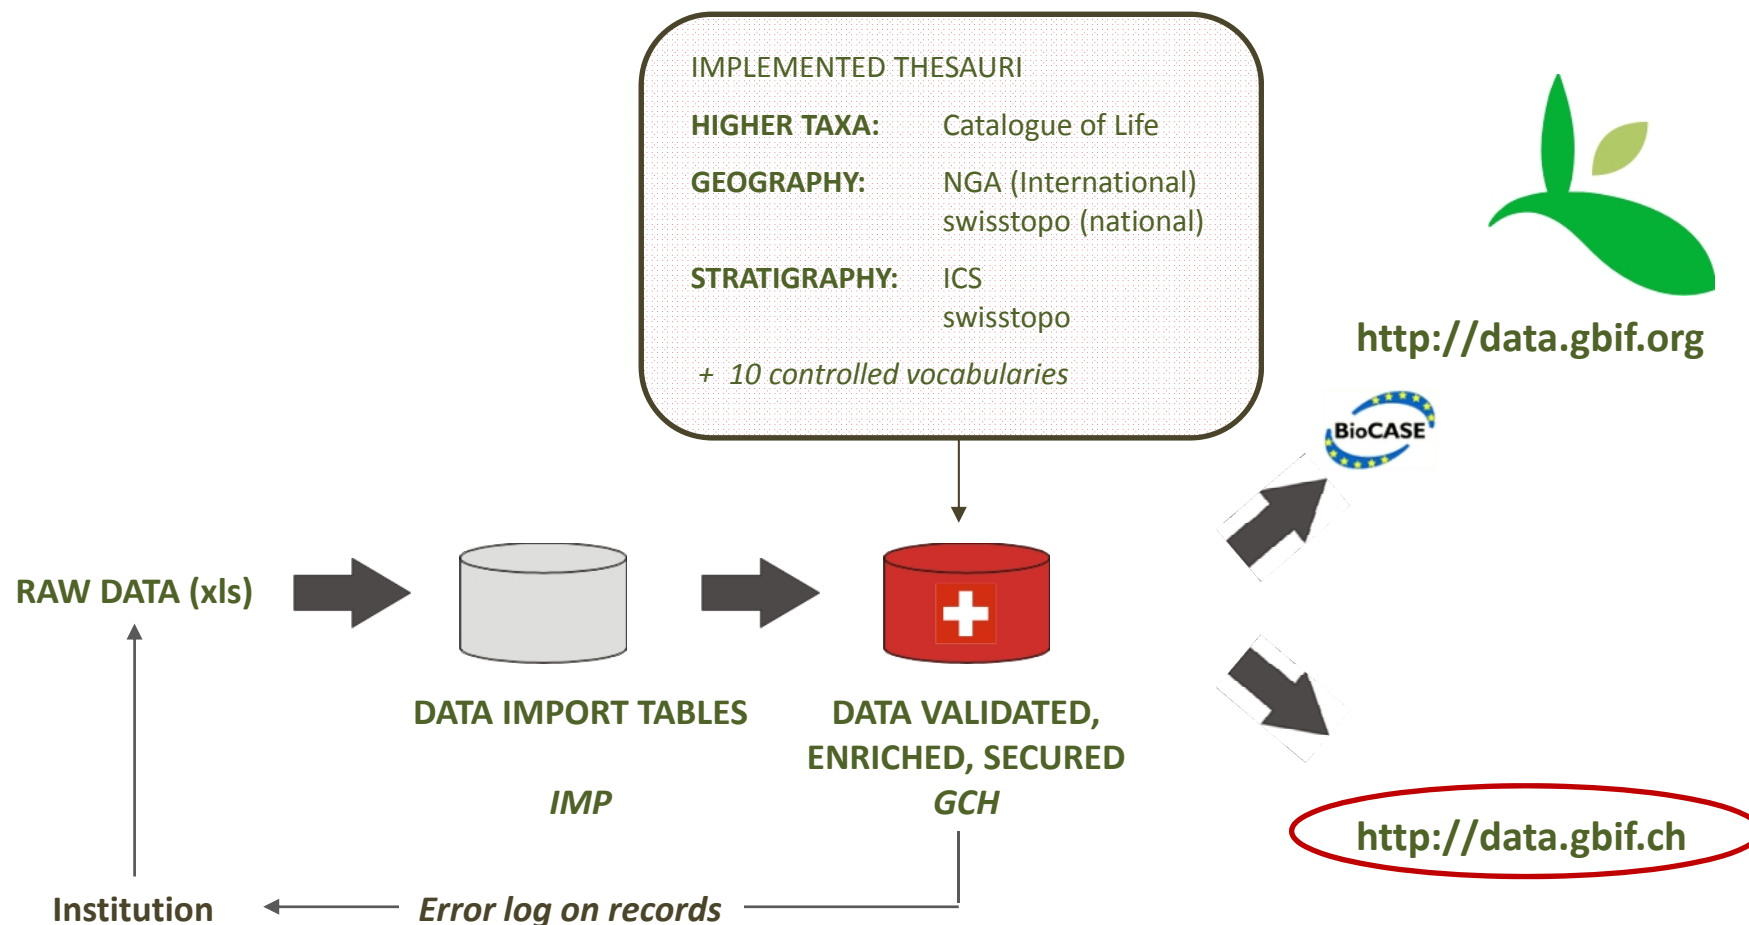 IMPLEMENTED THESAURI
HIGHER TAXA: Catalogue of Life
GEOGRAPHY: NGA (International)
swisstopo (national)
STRATIGRAPHY: ICS
swisstopo
+ 10 controlled vocabularies
http://data.gbif.org
BioCASE
RAW DATA (xls)
DATA IMPORT TABLES
IMP
DATA VALIDATED,
ENRICHED, SECURED
GCH
http://data.gbif.ch
Institution
Error log on records